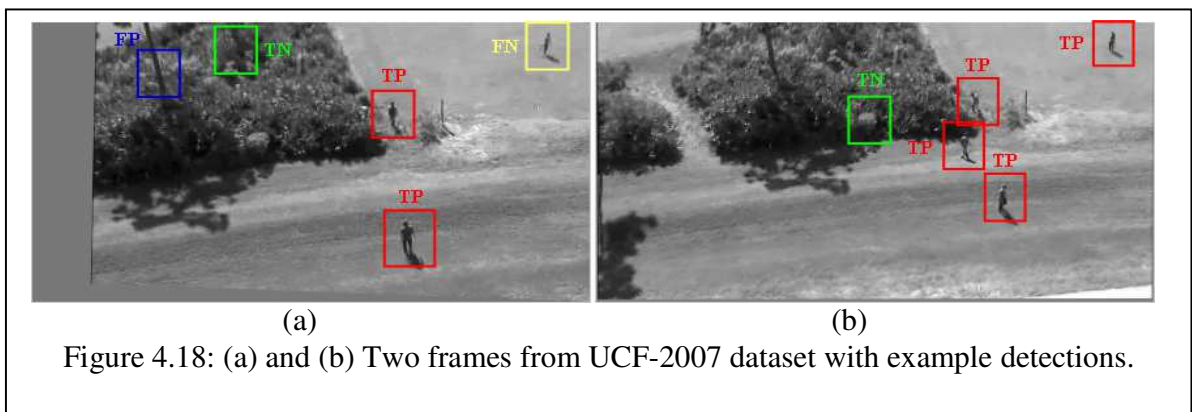 FP
TN
FN
TP
TP
TP
TP
TN
TP
TP
(a)
(b)
Figure 4.18: (a) and (b) Two frames from UCF-2007 dataset with example detections.